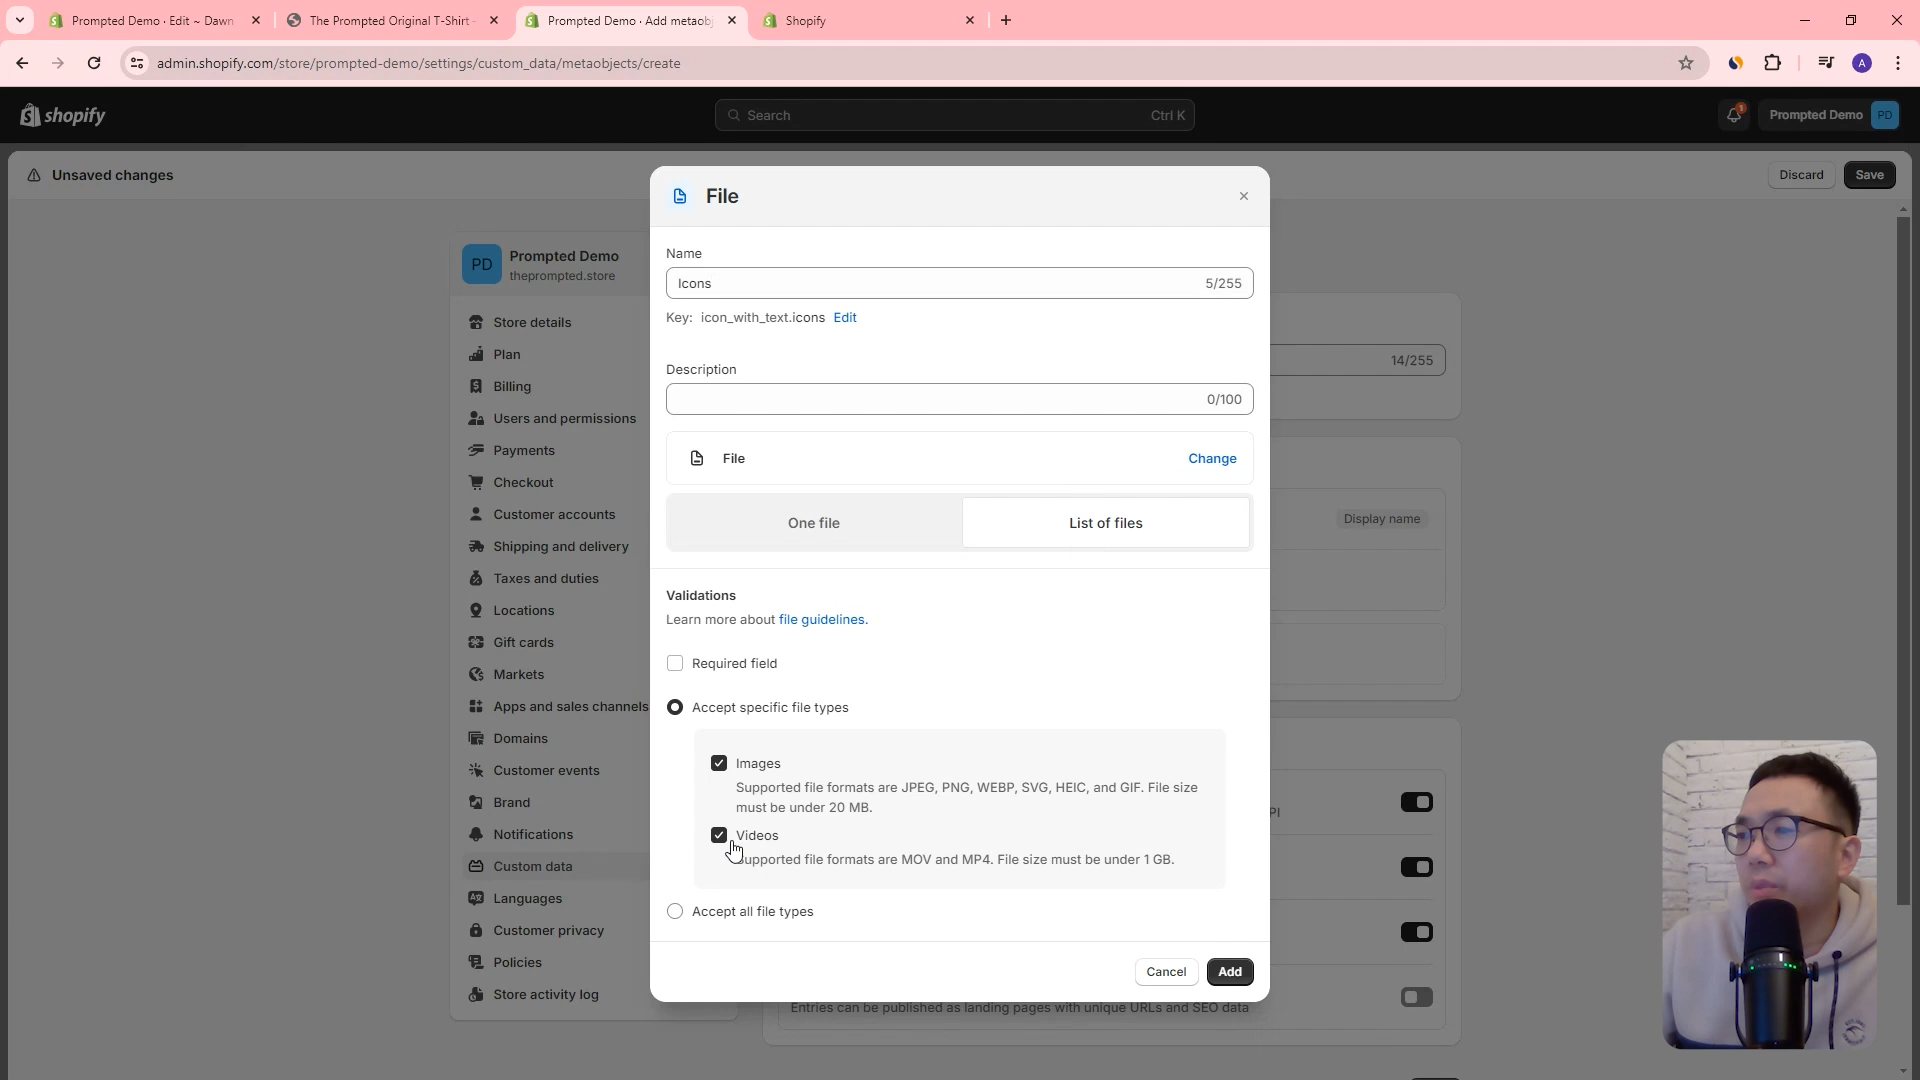 Prompted Demo · Edit ~ Dawn
The Prompted Original T-Shirt -
Prompted Demo · Add metaobj
Shopify
admin.shopify.com/store/prompted-demo/settings/custom_data/metaobjects/create
A
shopify
Search
Ctrl K
1
Prompted Demo
PD
Unsaved changes
Discard
Save
PD
Prompted Demo
theprompted.store
Store details
Plan
Billing
Users and permissions
Payments
Checkout
Customer accounts
Shipping and delivery
Taxes and duties
Locations
Gift cards
Markets
Apps and sales channels
Domains
Customer events
Brand
Notifications
Custom data
Languages
Customer privacy
Policies
Store activity log
File
Name
Icons
5/255
Key: icon_with_text.icons Edit
Description
0/100
File
Change
One file
List of files
Validations
Learn more about file guidelines.
Required field
Accept specific file types
Images
Supported file formats are JPEG, PNG, WEBP, SVG, HEIC, and GIF. File size
must be under 20 MB.
Videos
Supported file formats are MOV and MP4. File size must be under 1 GB.
Accept all file types
Cancel
Add
14/255
Display name
PI
Entries can be published as landing pages with unique URLs and SEO data